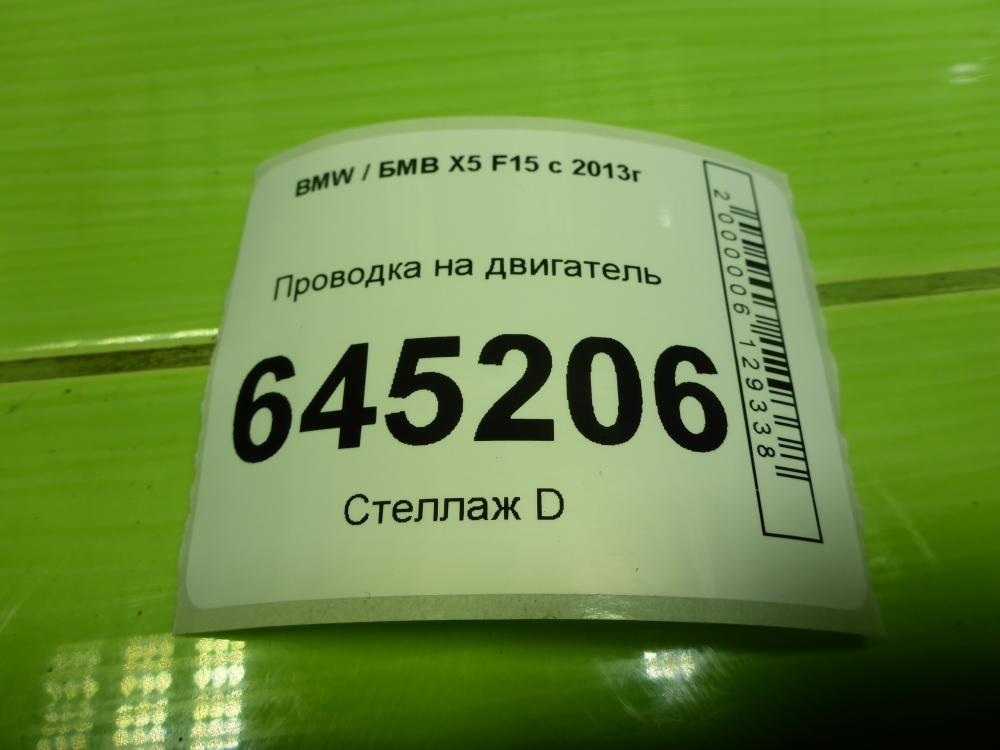 BMW / БМВ X5 F15 с 2013г
Проводка на двигатель
645206
Стеллаж D
2000006129338